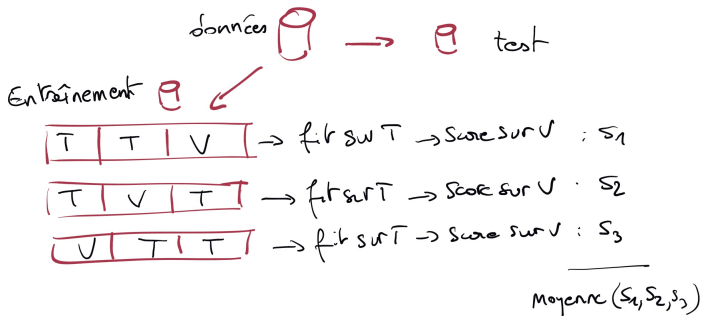 données
test
Entraînement
T T V → fit sur T → Score sur V : S1
T V T → fit sur T → Score sur V : S2
V T T → fit sur T → Score sur V : S3
Moyenne (S1, S2, S3)